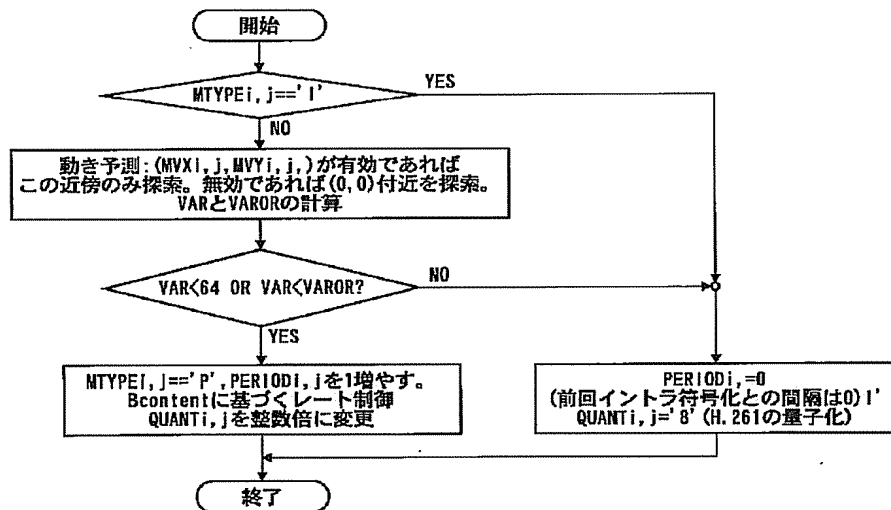 開始
MTYPEi, j=='I'
YES
NO
動き予測:(MVXi, j,MVYi, j,)が有効であれば
この近傍のみ探索。無効であれば(0,0)付近を探索。
VARとVARORの計算
VAR<64 OR VAR<VAROR?
NO
YES
MTYPEi, j=='P',PERIODi, jを1増やす。
Bcontentに基づくレート制御
QUANTi, jを整数倍に変更
PERIODi,=0
(前回イントラ符号化との間隔は0)I'
QUANTi, j='8'(H.261の量子化)
終了